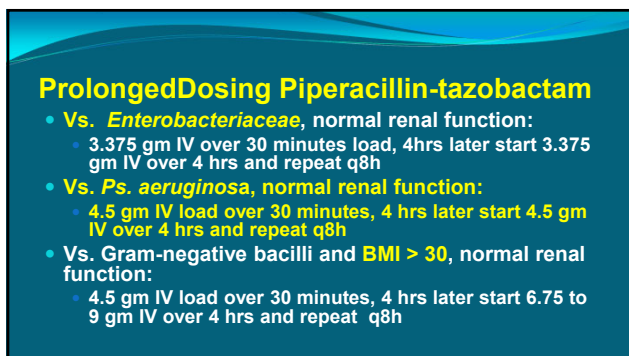 ProlongedDosing Piperacillin-tazobactam
• Vs. Enterobacteriaceae, normal renal function:
• 3.375 gm IV over 30 minutes load, 4hrs later start 3.375
gm IV over 4 hrs and repeat q8h
• Vs. Ps. aeruginosa, normal renal function:
• 4.5 gm IV load over 30 minutes, 4 hrs later start 4.5 gm
IV over 4 hrs and repeat q8h
• Vs. Gram-negative bacilli and BMI > 30, normal renal
function:
• 4.5 gm IV load over 30 minutes, 4 hrs later start 6.75 to
9 gm IV over 4 hrs and repeat q8h